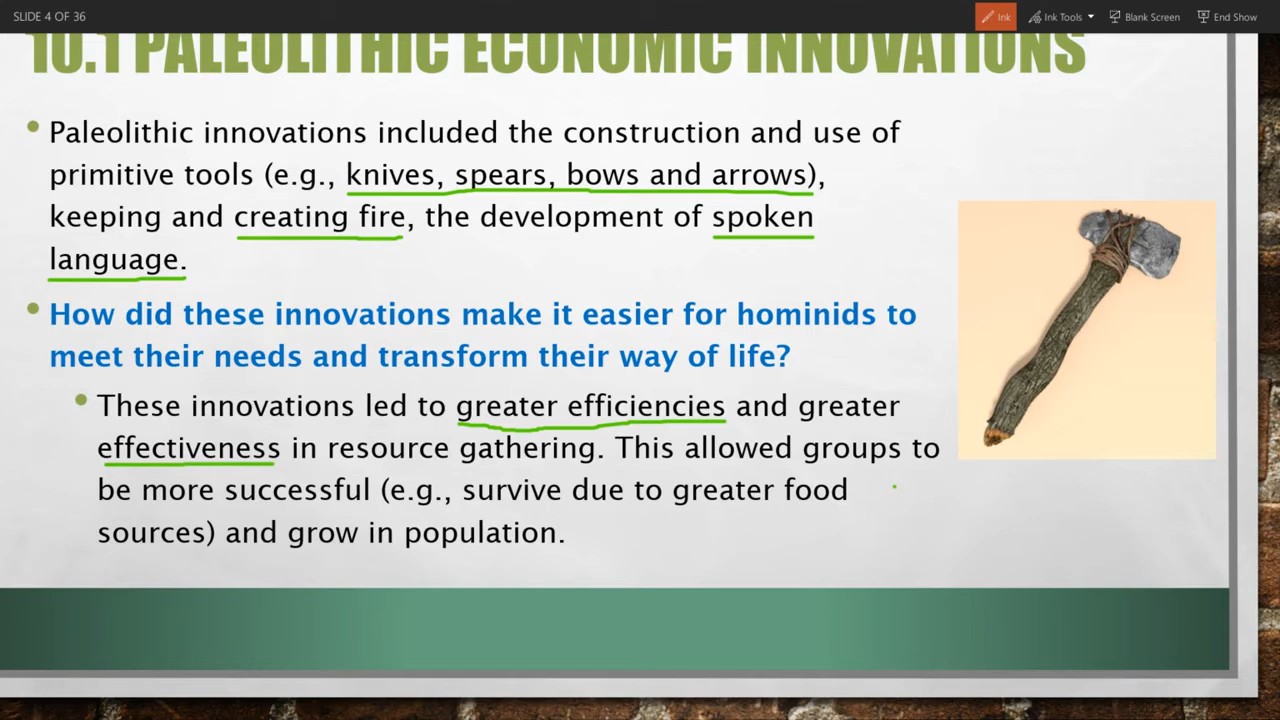 SLIDE 4 OF 36
Ink
Ink Tools
Blank Screen
End Show
10.1 PALEOLITHIC ECONOMIC INNOVATIONS
• Paleolithic innovations included the construction and use of
primitive tools (e.g., knives, spears, bows and arrows),
keeping and creating fire, the development of spoken
language.
• How did these innovations make it easier for hominids to
meet their needs and transform their way of life?
• These innovations led to greater efficiencies and greater
effectiveness in resource gathering. This allowed groups to
be more successful (e.g., survive due to greater food
sources) and grow in population.